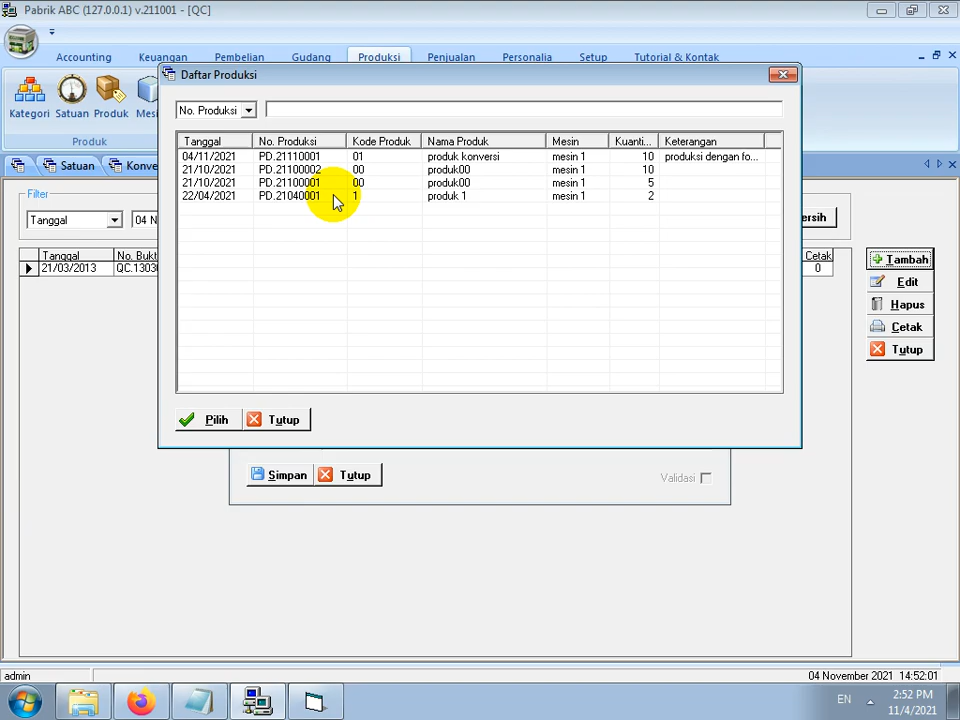 Pabrik ABC (127.0.0.1) v.211001 - [QC]
Accounting Keuangan Pembelian Gudang Produksi Penjualan Personalia Setup Tutorial & Kontak
Daftar Produksi
No. Produksi
Kategori Satuan Produk
Produk
Satuan
Tanggal No. Produksi Kode Produk Nama Produk Mesin Kuanti... Keterangan
04/11/2021 PD.21110001 01 produk konversi mesin 1 10 produksi dengan fo...
21/10/2021 PD.21100002 00 produk00 mesin 1 10
21/10/2021 PD.21100001 00 produk00 mesin 1 5
22/04/2021 PD.21040001 1 produk 1 mesin 1 2
Filter
Tanggal
Tanggal
21/03/2013
Cetak
0
Tambah
Edit
Hapus
Cetak
Tutup
Pilih Tutup
Simpan Tutup
Validasi
admin
04 November 2021 14:52:01
EN
2:52 PM
11/4/2021